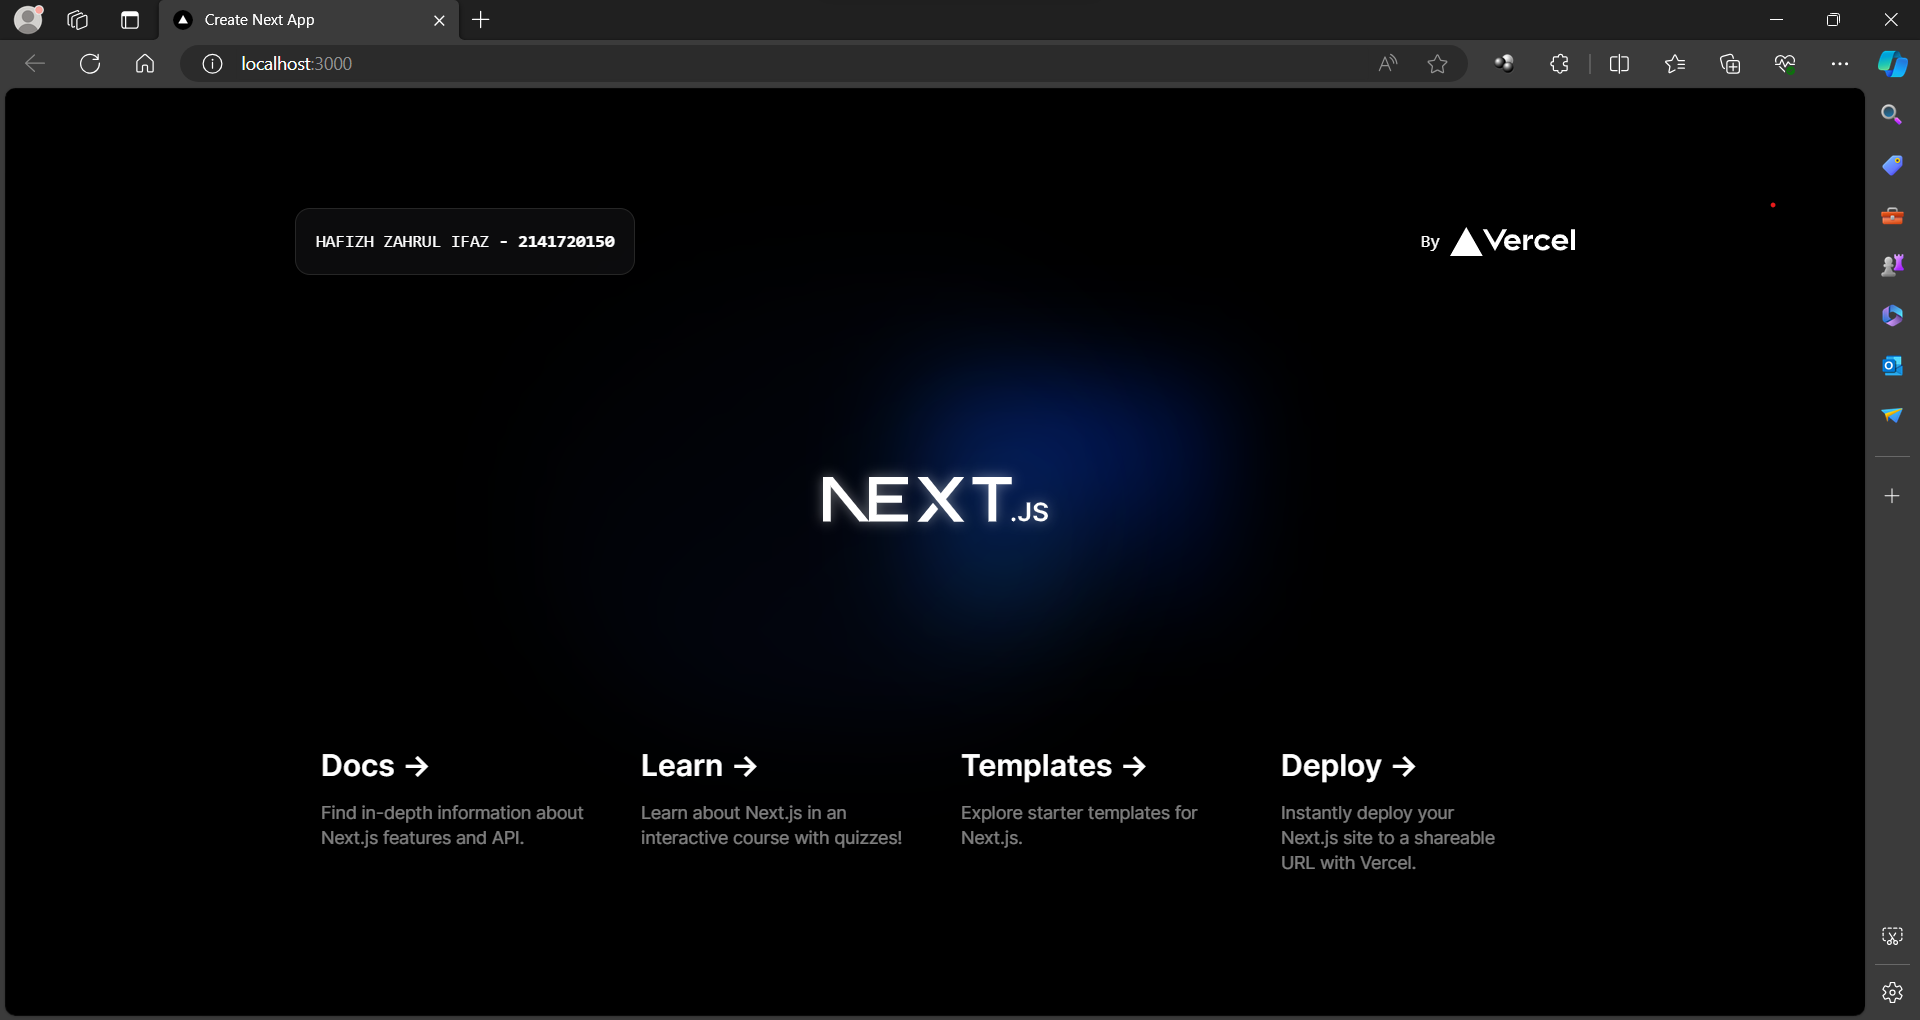 Create Next App
localhost:3000
HAFIZH ZAHRUL IFAZ - 2141720150
By Vercel
NEXT.JS
Docs →
Find in-depth information about
Next.js features and API.
Learn →
Learn about Next.js in an
interactive course with quizzes!
Templates →
Explore starter templates for
Next.js.
Deploy →
Instantly deploy your
Next.js site to a shareable
URL with Vercel.